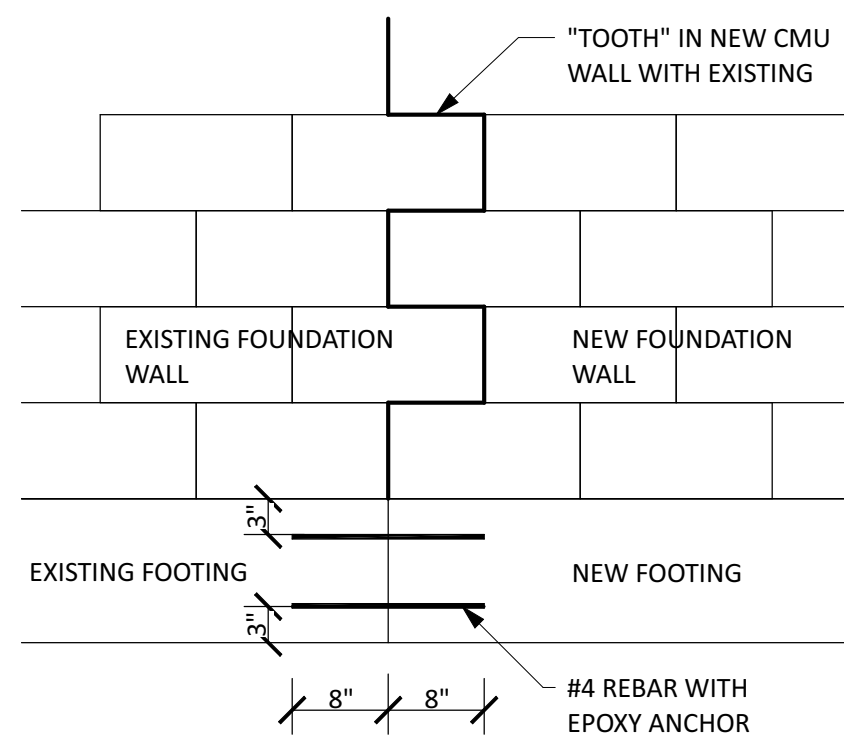 "TOOTH" IN NEW CMU
WALL WITH EXISTING
EXISTING FOUNDATION
WALL
NEW FOUNDATION
WALL
3"
EXISTING FOOTING
NEW FOOTING
3"
8"
8"
#4 REBAR WITH
EPOXY ANCHOR